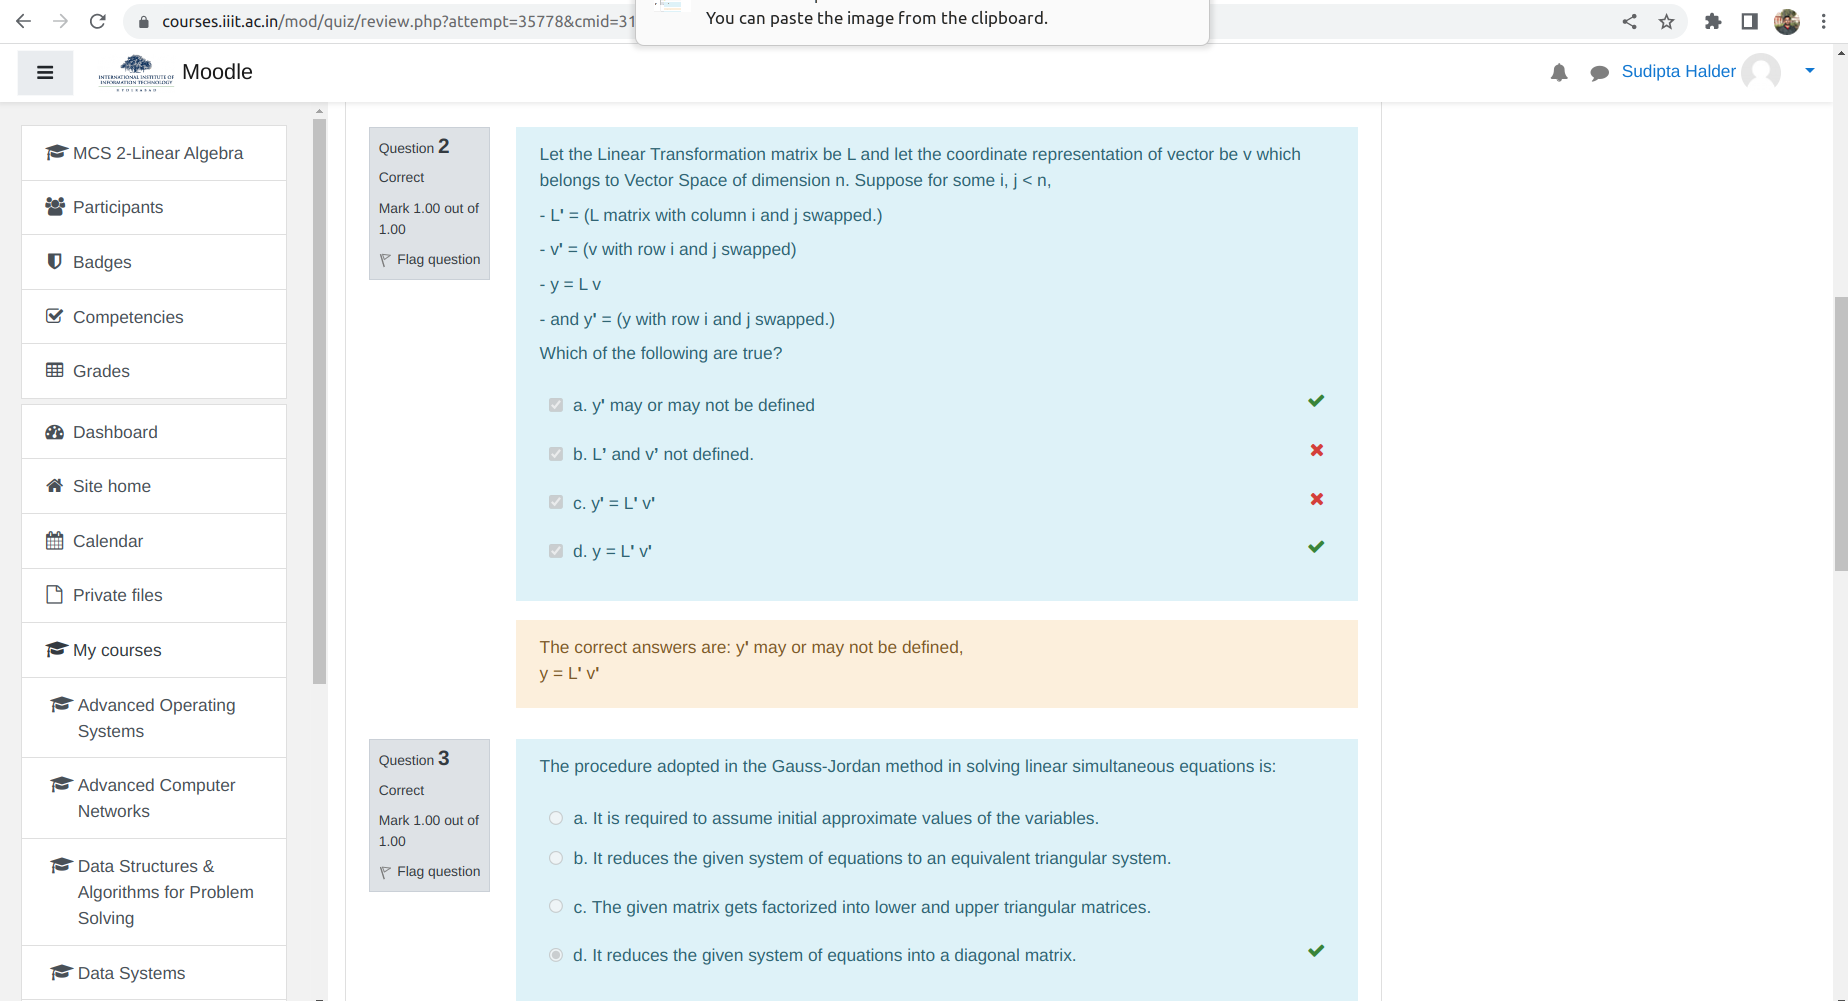 courses.iiit.ac.in/mod/quiz/review.php?attempt=35778&cmid=31
You can paste the image from the clipboard.
INTERNATIONAL INSTITUTE OF
INFORMATION TECHNOLOGY
HYDERABAD
Moodle
Sudipta Halder
MCS 2-Linear Algebra
Participants
Badges
Competencies
Grades
Dashboard
Site home
Calendar
Private files
My courses
Advanced Operating
Systems
Advanced Computer
Networks
Data Structures &
Algorithms for Problem
Solving
Data Systems
Question 2
Correct
Mark 1.00 out of
1.00
Flag question
Let the Linear Transformation matrix be L and let the coordinate representation of vector be v which
belongs to Vector Space of dimension n. Suppose for some i, j < n,
- L' = (L matrix with column i and j swapped.)
- v' = (v with row i and j swapped)
- y = L v
- and y' = (y with row i and j swapped.)
Which of the following are true?
a. y' may or may not be defined
b. L' and v' not defined.
c. y' = L' v'
d. y = L' v'
The correct answers are: y' may or may not be defined,
y = L' v'
Question 3
Correct
Mark 1.00 out of
1.00
Flag question
The procedure adopted in the Gauss-Jordan method in solving linear simultaneous equations is:
a. It is required to assume initial approximate values of the variables.
b. It reduces the given system of equations to an equivalent triangular system.
c. The given matrix gets factorized into lower and upper triangular matrices.
d. It reduces the given system of equations into a diagonal matrix.